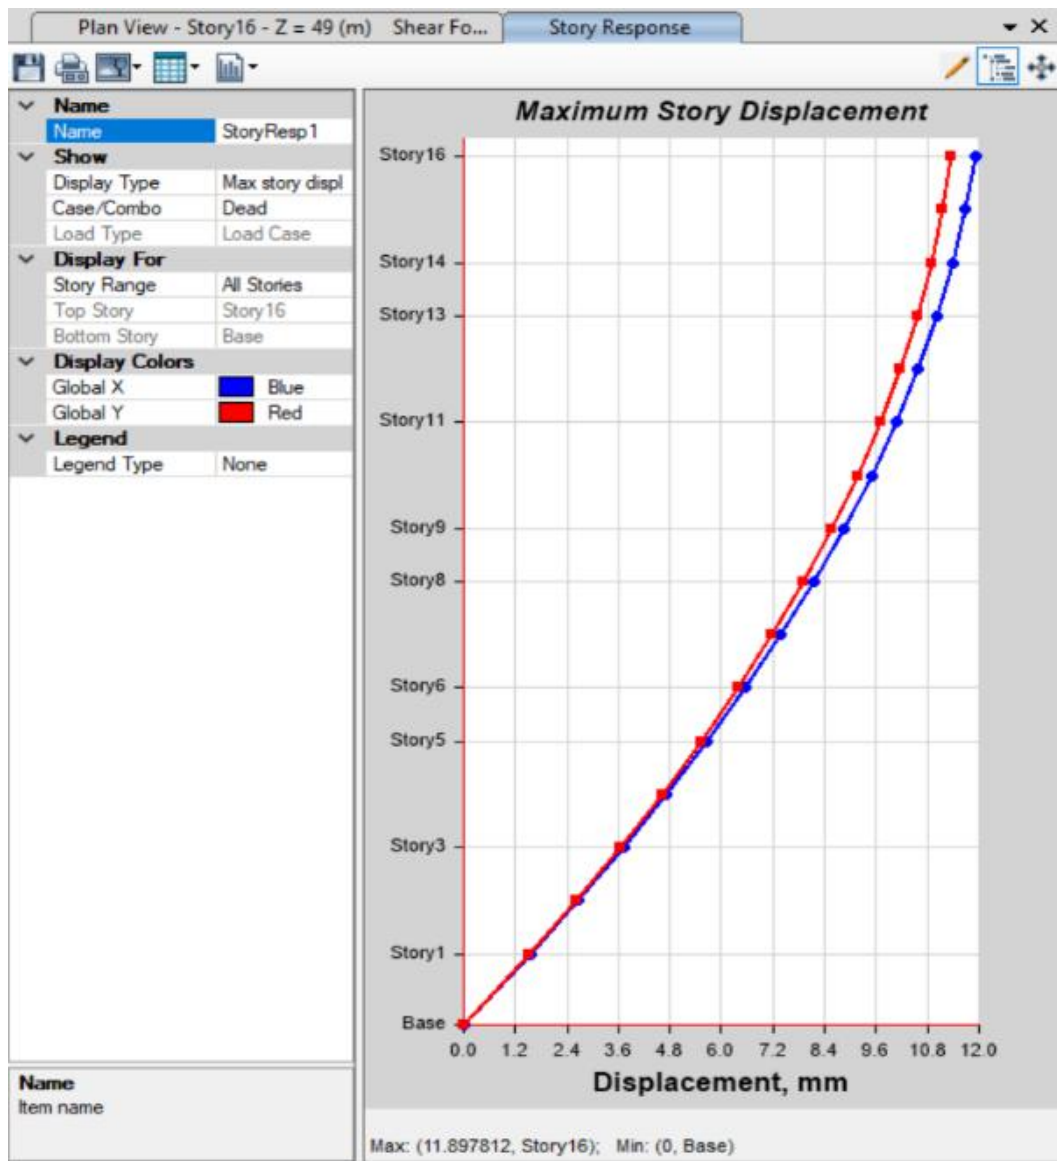 Plan View - Story16 - Z = 49 (m) Shear Fo...
Story Response
Name
Name StoryResp1
Show
Display Type Max story displ
Case/Combo Dead
Load Type Load Case
Display For
Story Range All Stories
Top Story Story16
Bottom Story Base
Display Colors
Global X Blue
Global Y Red
Legend
Legend Type None
Name
Item name
Maximum Story Displacement
Story16
Story14
Story13
Story11
Story9
Story8
Story6
Story5
Story3
Story1
Base
0.0 1.2 2.4 3.6 4.8 6.0 7.2 8.4 9.6 10.8 12.0
Displacement, mm
Max: (11.897812, Story16); Min: (0, Base)